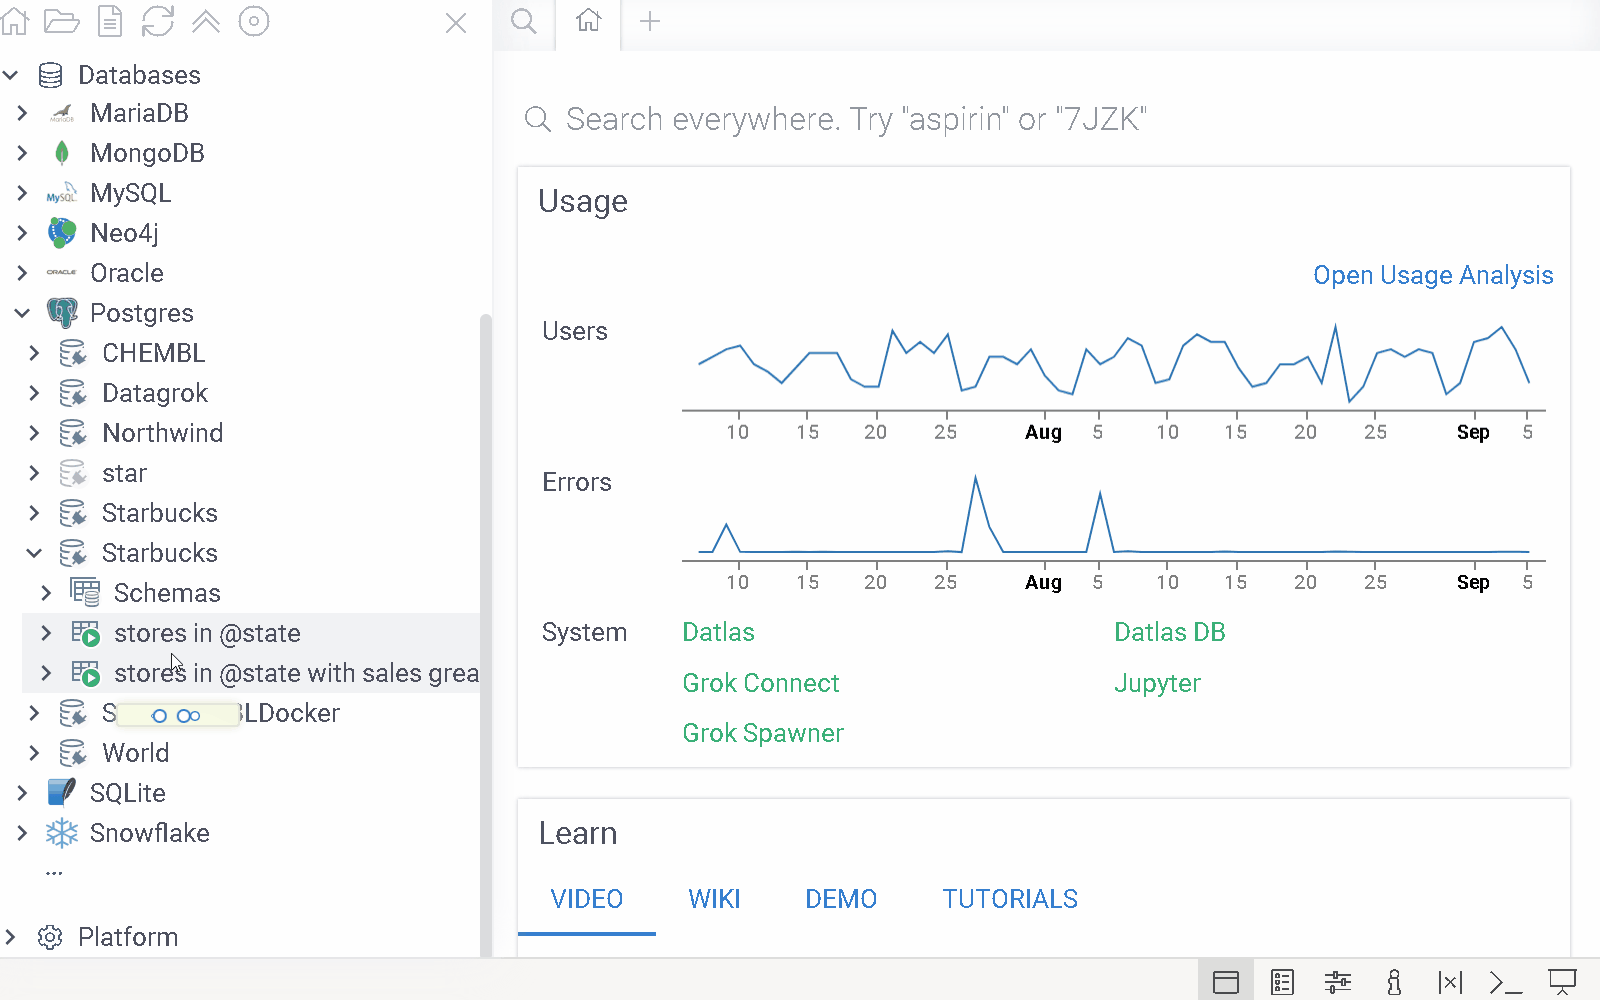 Databases
MariaDB
MongoDB
MySQL
Neo4j
ORACLE Oracle
Postgres
CHEMBL
Datagrok
Northwind
star
Starbucks
Starbucks
Schemas
stores in @state
stores in @state with sales grea
S LDocker
World
SQLite
Snowflake
...
Platform
Search everywhere. Try "aspirin" or "7JZK"
Usage
Open Usage Analysis
Users
10 15 20 25 Aug 5 10 15 20 25 Sep 5
Errors
10 15 20 25 Aug 5 10 15 20 25 Sep 5
System
Datlas Datlas DB
Grok Connect Jupyter
Grok Spawner
Learn
VIDEO WIKI DEMO TUTORIALS